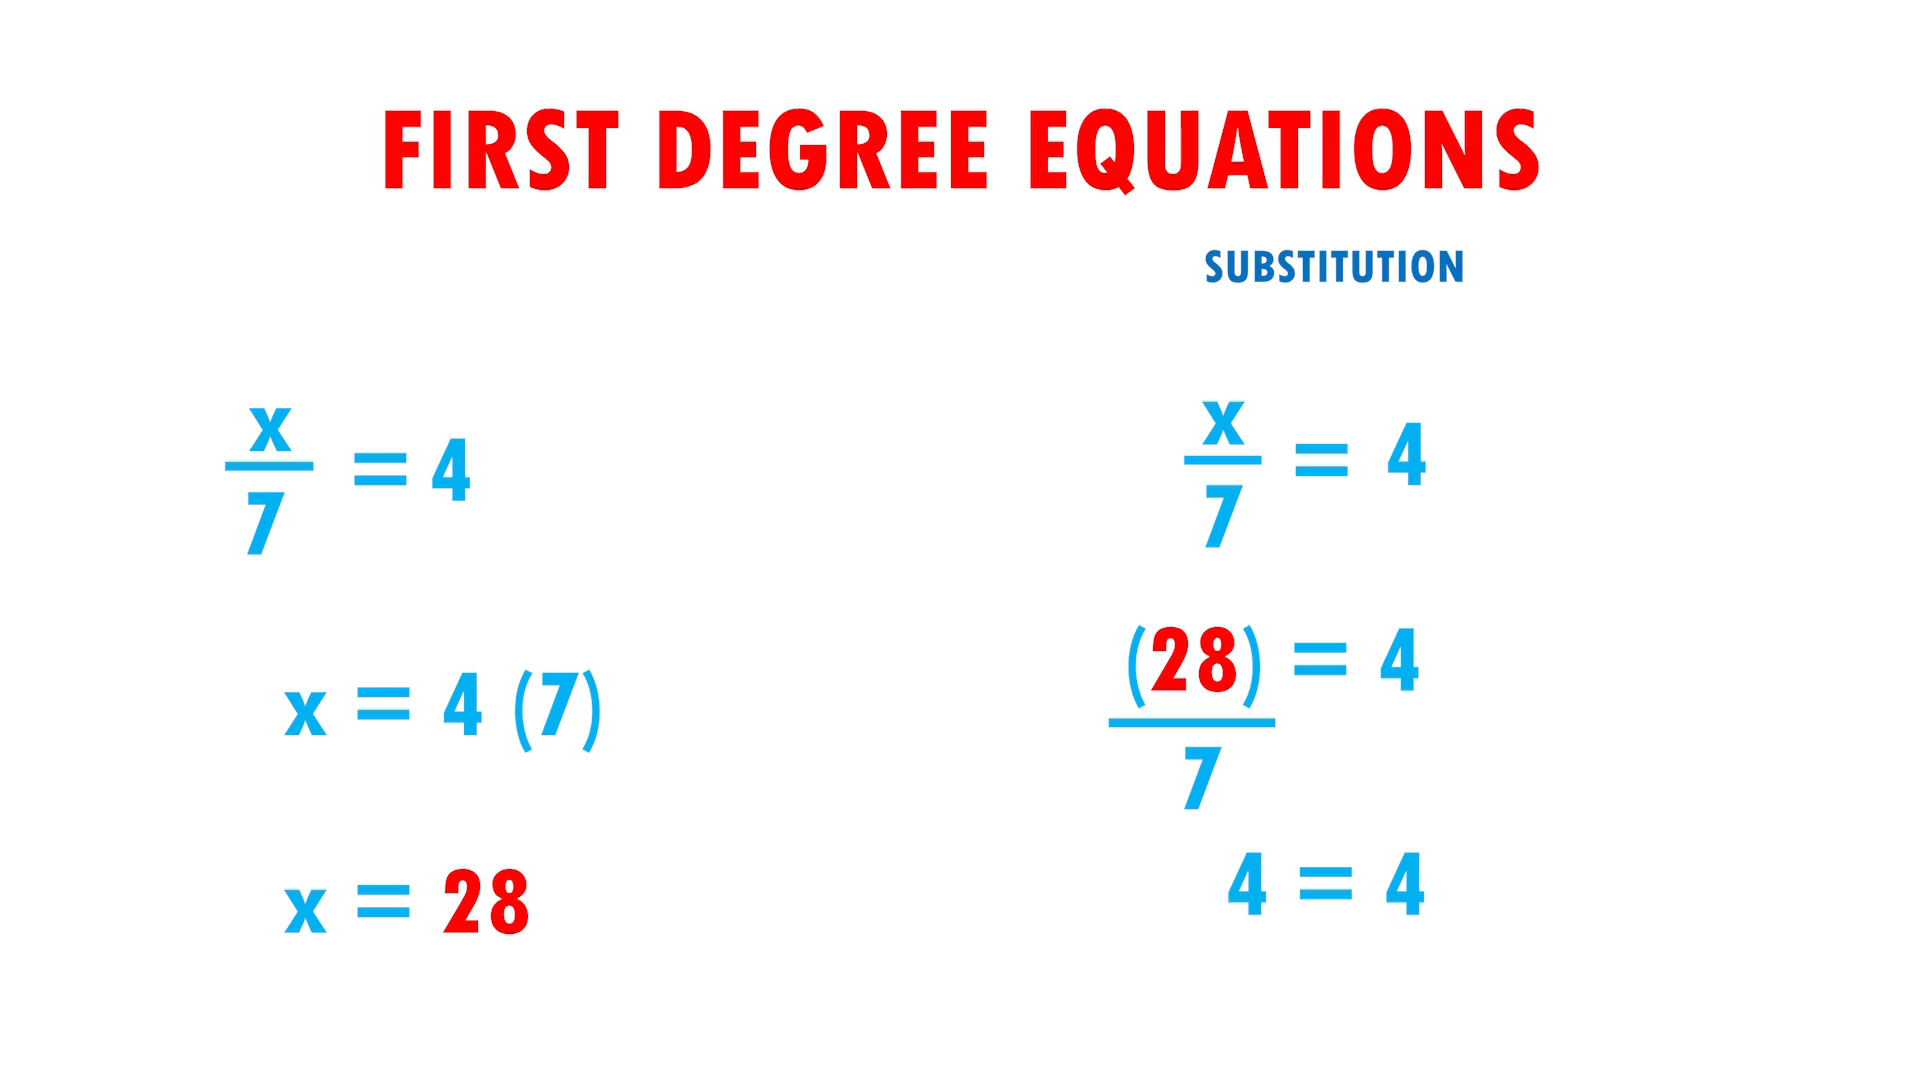 FIRST DEGREE EQUATIONS
SUBSTITUTION
x
7
= 4
x = 4 (7)
x = 28
x
7
= 4
(28)
7
= 4
4 = 4